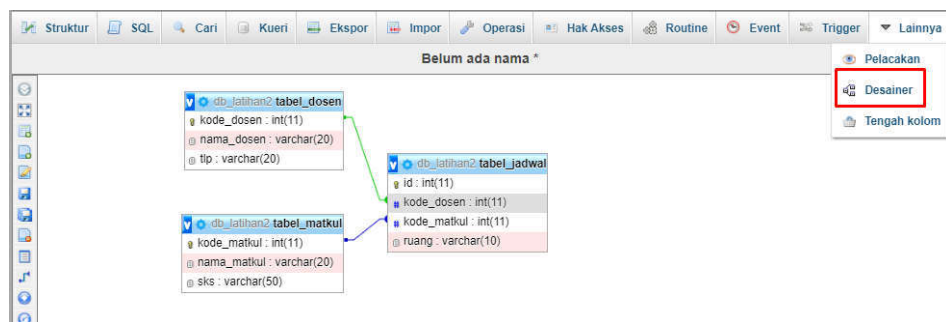 Struktur SQL Cari Kueri Ekspor Impor Operasi Hak Akses Routine Event Trigger Lainnya
Belum ada nama *
Pelacakan
Desainer
Tengah kolom
db_latihan2 tabel_dosen
kode_dosen : int(11)
nama_dosen : varchar(20)
tlp : varchar(20)
db_latihan2 tabel_jadwal
id : int(11)
kode_dosen : int(11)
kode_matkul : int(11)
ruang : varchar(10)
db_latihan2 tabel_matkul
kode_matkul : int(11)
nama_matkul : varchar(20)
sks : varchar(50)